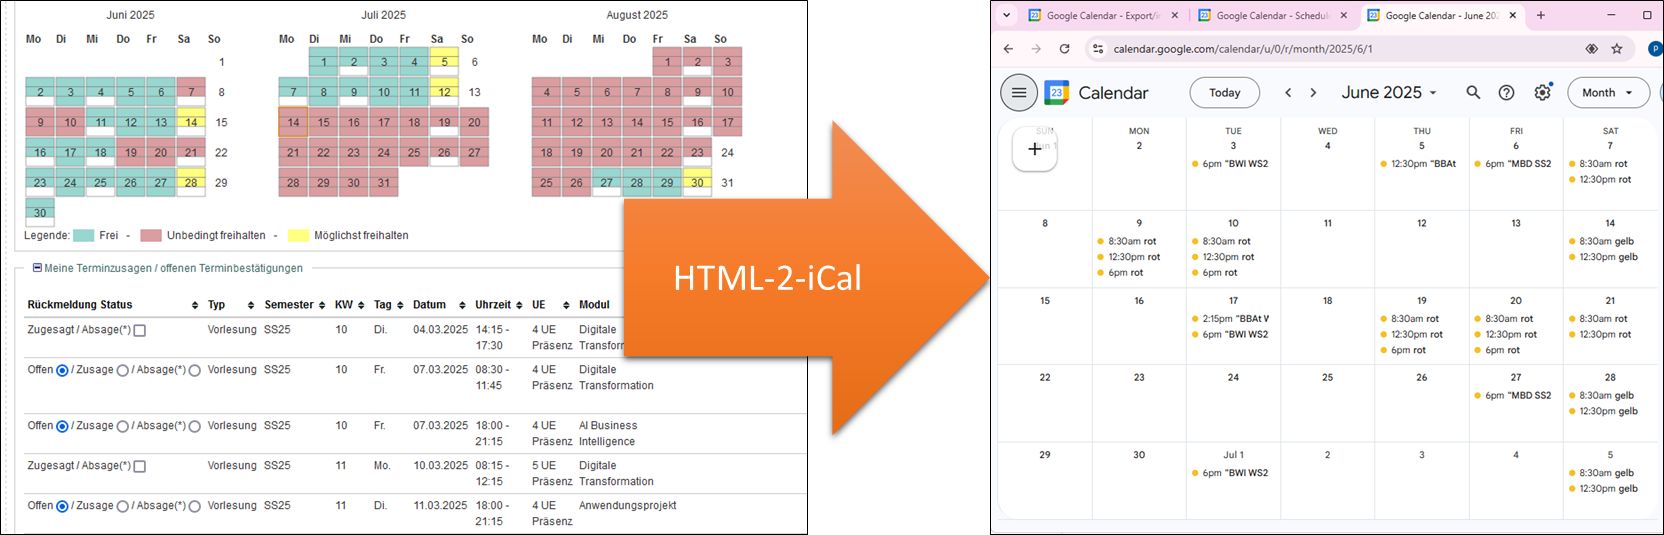 Juni 2025
Mo Di Mi Do Fr Sa So
1
2 3 4 5 6 7 8
9 10 11 12 13 14 15
16 17 18 19 20 21 22
23 24 25 26 27 28 29
30
Juli 2025
Mo Di Mi Do Fr Sa So
1 2 3 4 5 6
7 8 9 10 11 12 13
14 15 16 17 18 19 20
21 22 23 24 25 26 27
28 29 30 31
August 2025
Mo Di Mi Do Fr Sa So
1 2 3
4 5 6 7 8 9 10
11 12 13 14 15 16 17
18 19 20 21 22 23 24
25 26 27 28 29 30 31
Legende: Frei - Unbedingt freihalten - Möglichst freihalten
Meine Terminzusagen / offenen Terminbestätigungen
Rückmeldung Status Typ Semester KW Tag Datum Uhrzeit UE Modul
Zugesagt / Absage(*) Vorlesung SS25 10 Di. 04.03.2025 14:15 - 4 UE Digitale
17:30 Präsenz Transfor
Offen / Zusage / Absage(*) Vorlesung SS25 10 Fr. 07.03.2025 08:30 - 4 UE Digitale
11:45 Präsenz Transformation
Offen / Zusage / Absage(*) Vorlesung SS25 10 Fr. 07.03.2025 18:00 - 4 UE AI Business
21:15 Präsenz Intelligence
Zugesagt / Absage(*) Vorlesung SS25 11 Mo. 10.03.2025 08:15 - 5 UE Digitale
12:15 Präsenz Transformation
Offen / Zusage / Absage(*) Vorlesung SS25 11 Di. 11.03.2025 18:00 - 4 UE Anwendungsprojekt
21:15 Präsenz
HTML-2-iCal
23 Google Calendar - Export/i 23 Google Calendar - Schedul 23 Google Calendar - June 202
calendar.google.com/calendar/u/0/r/month/2025/6/1 P
23 Calendar Today June 2025 Month
SUN MON TUE WED THU FRI SAT
Jun 1 2 3 4 5 6 7
6pm "BWI WS2 12:30pm "BBAt 6pm "MBD SS2 8:30am rot
12:30pm rot
8 9 10 11 12 13 14
8:30am rot 8:30am rot 8:30am gelb
12:30pm rot 12:30pm rot 12:30pm gelb
6pm rot 6pm rot
15 16 17 18 19 20 21
2:15pm "BBAt W 8:30am rot 8:30am rot 8:30am rot
6pm "BWI WS2 12:30pm rot 12:30pm rot 12:30pm rot
6pm rot 6pm rot
22 23 24 25 26 27 28
6pm "MBD SS2 8:30am gelb
12:30pm gelb
29 30 Jul 1 2 3 4 5
6pm "BWI WS2 8:30am gelb
12:30pm gelb